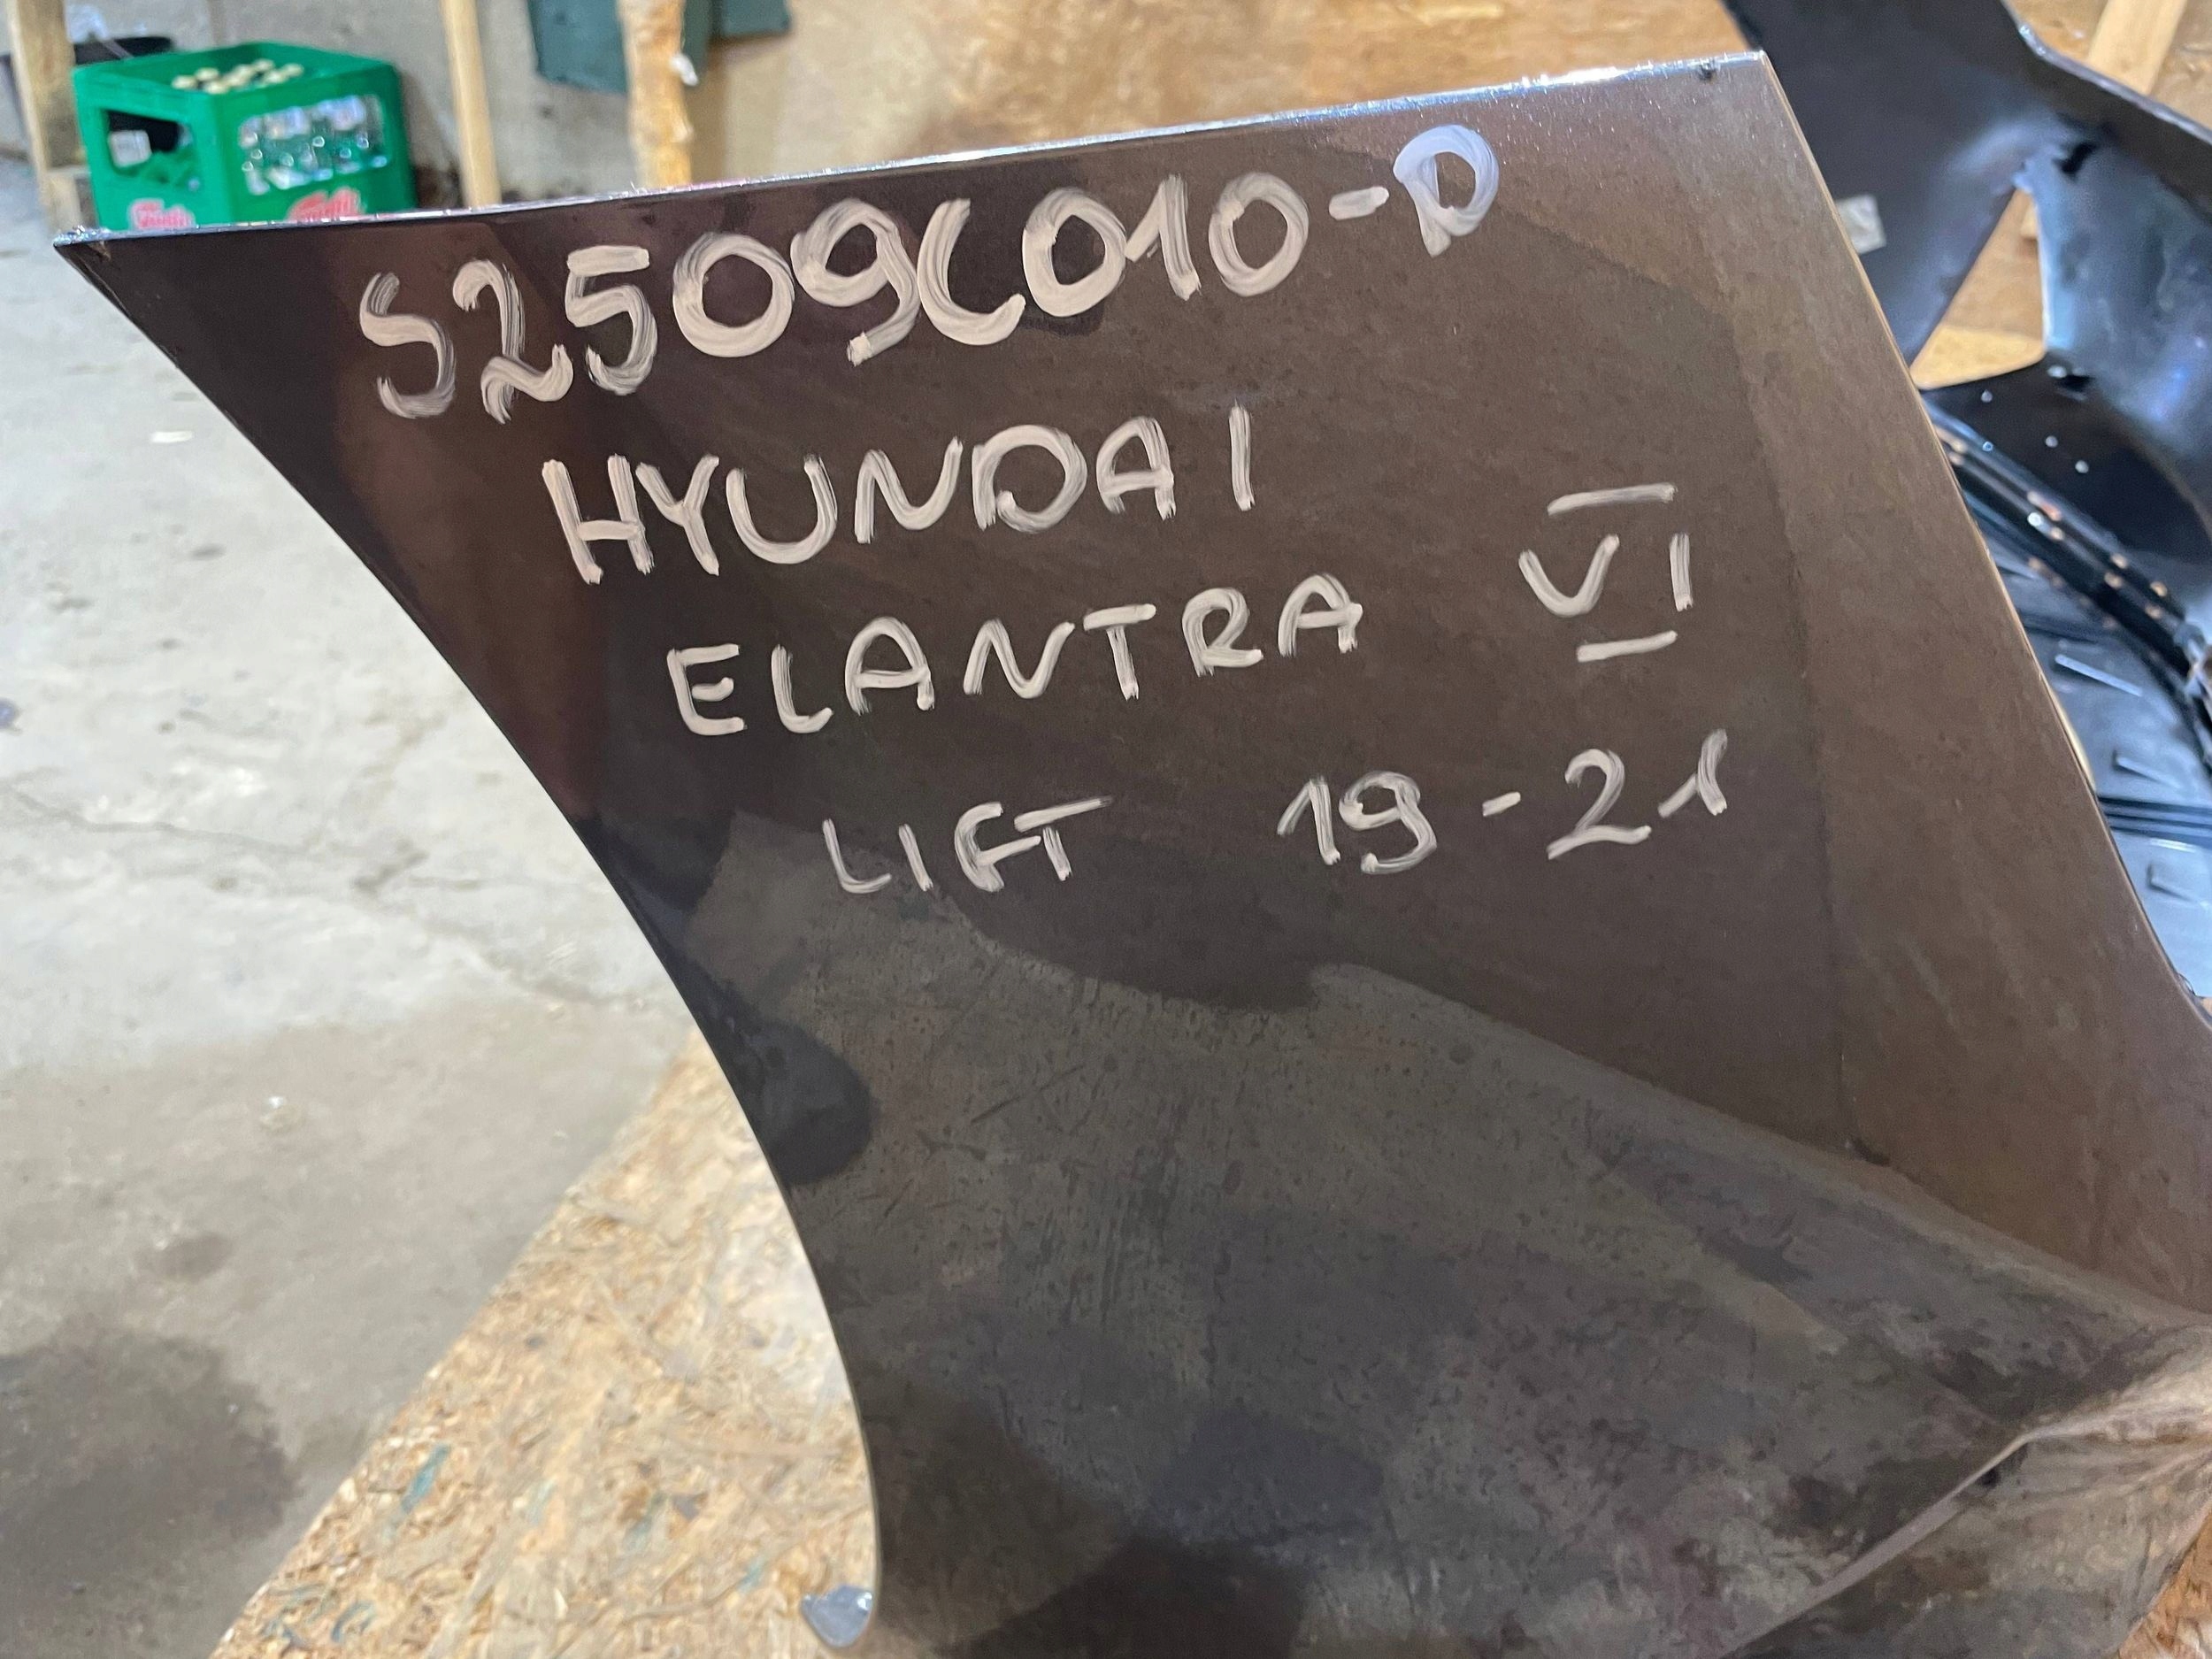 S2509C010-D
HYUNDAI
ELANTRA VI
LIFT 19-21